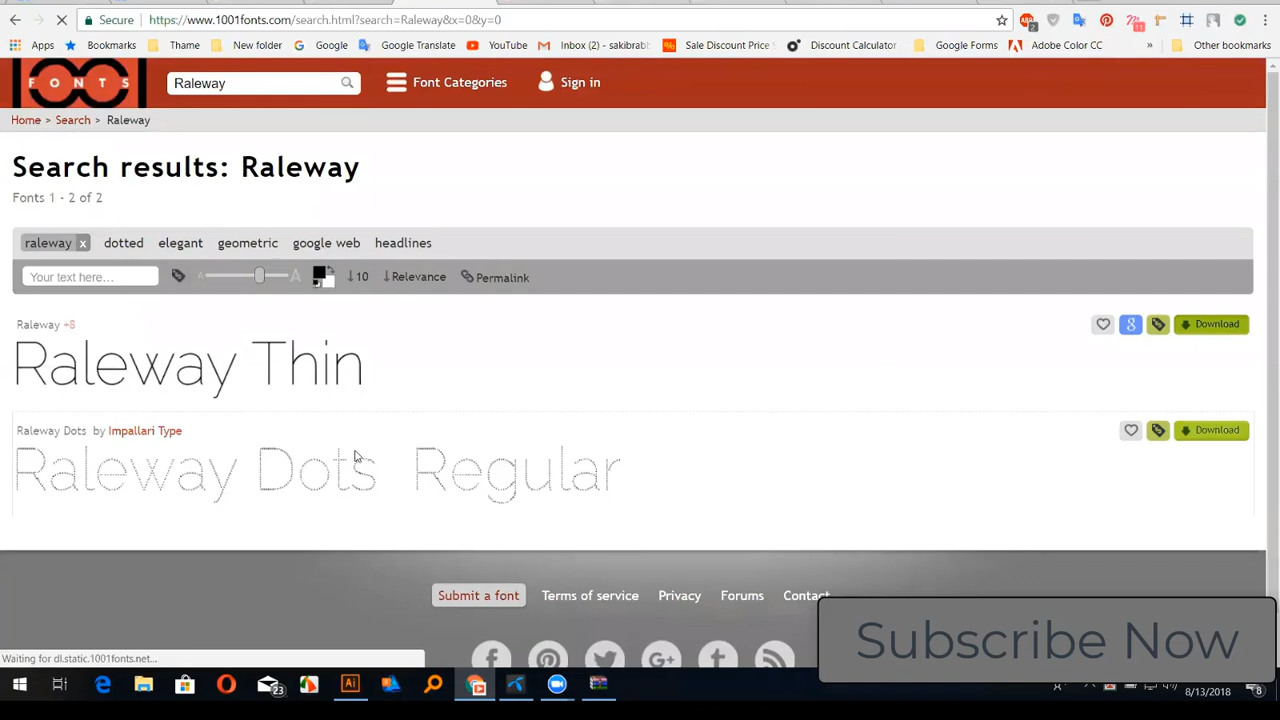 Secure https://www.1001fonts.com/search.html?search=Raleway&x=0&y=0
Apps Bookmarks Thame New folder Google Google Translate YouTube Inbox (2) - sakibrabb Sale Discount Price Discount Calculator Google Forms Adobe Color CC » Other bookmarks
FONTS
Raleway Font Categories Sign in
Home > Search > Raleway
Search results: Raleway
Fonts 1 - 2 of 2
raleway x dotted elegant geometric google web headlines
Your text here... A A ↓10 ↓Relevance Permalink
Raleway +8 8 Download
Raleway Thin
Raleway Dots by Impallari Type Download
Raleway Dots Regular
Submit a font Terms of service Privacy Forums Contact
Subscribe Now
Waiting for dl.static.1001fonts.net...
23 Ai 8/13/2018 8